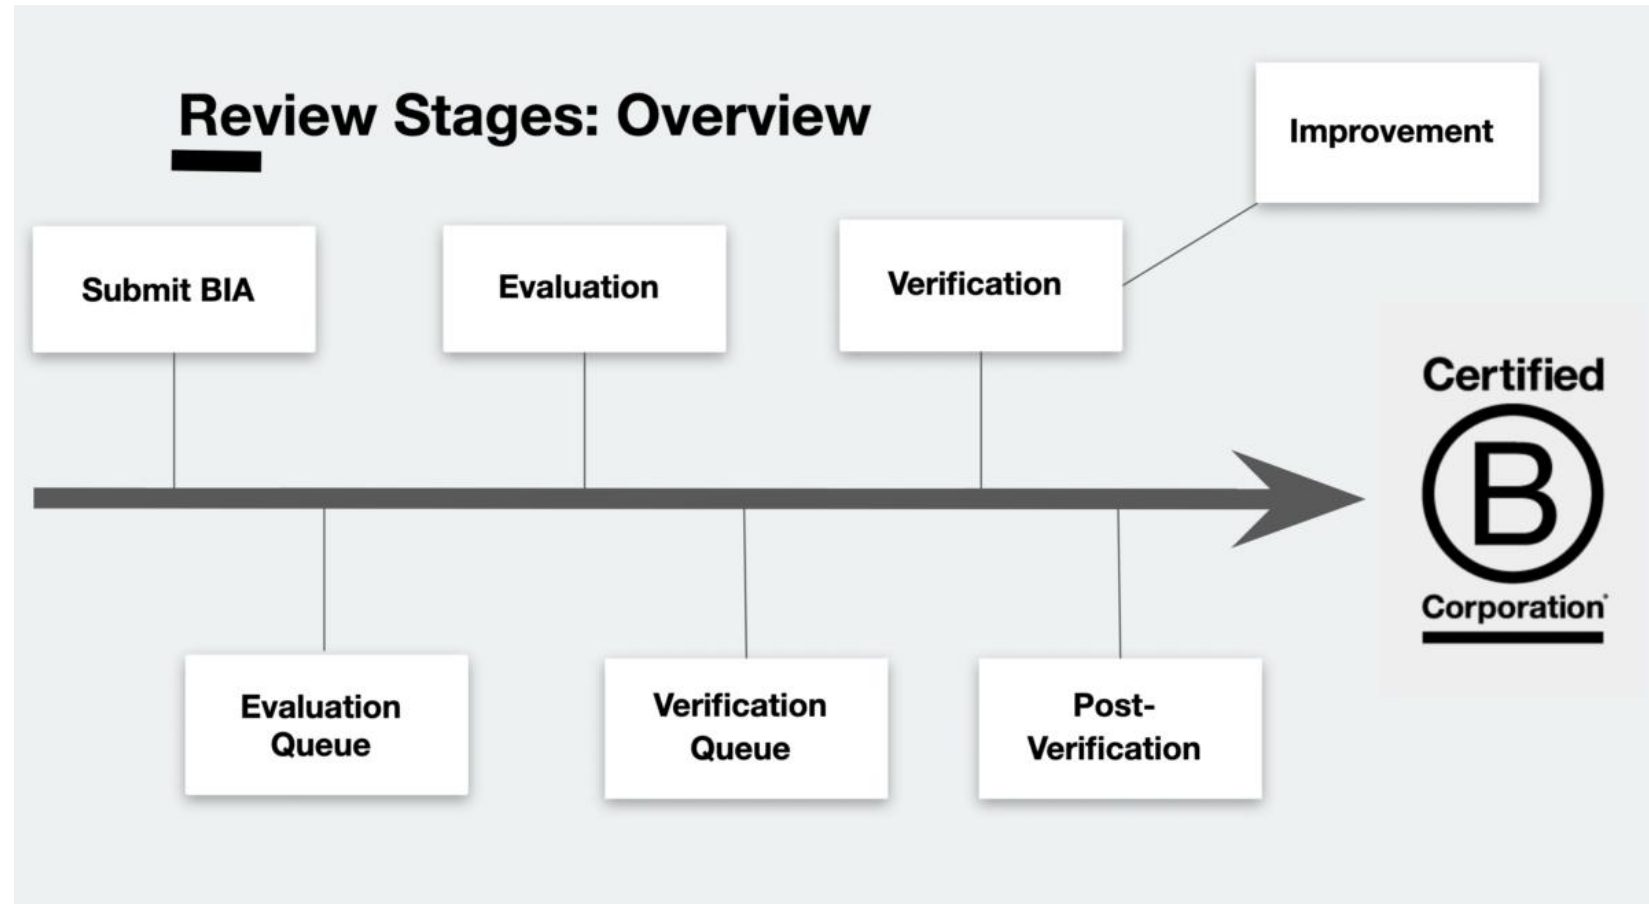 Review Stages: Overview
Improvement
Submit BIA
Evaluation
Verification
Certified
B
Corporation®
Evaluation
Queue
Verification
Queue
Post-
Verification